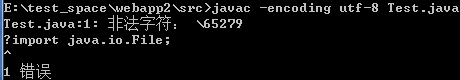 E:\test_space\webapp2\src>javac -encoding utf-8 Test.java
Test.java:1: 非法字符: \65279
?import java.io.File;
^
1 错误